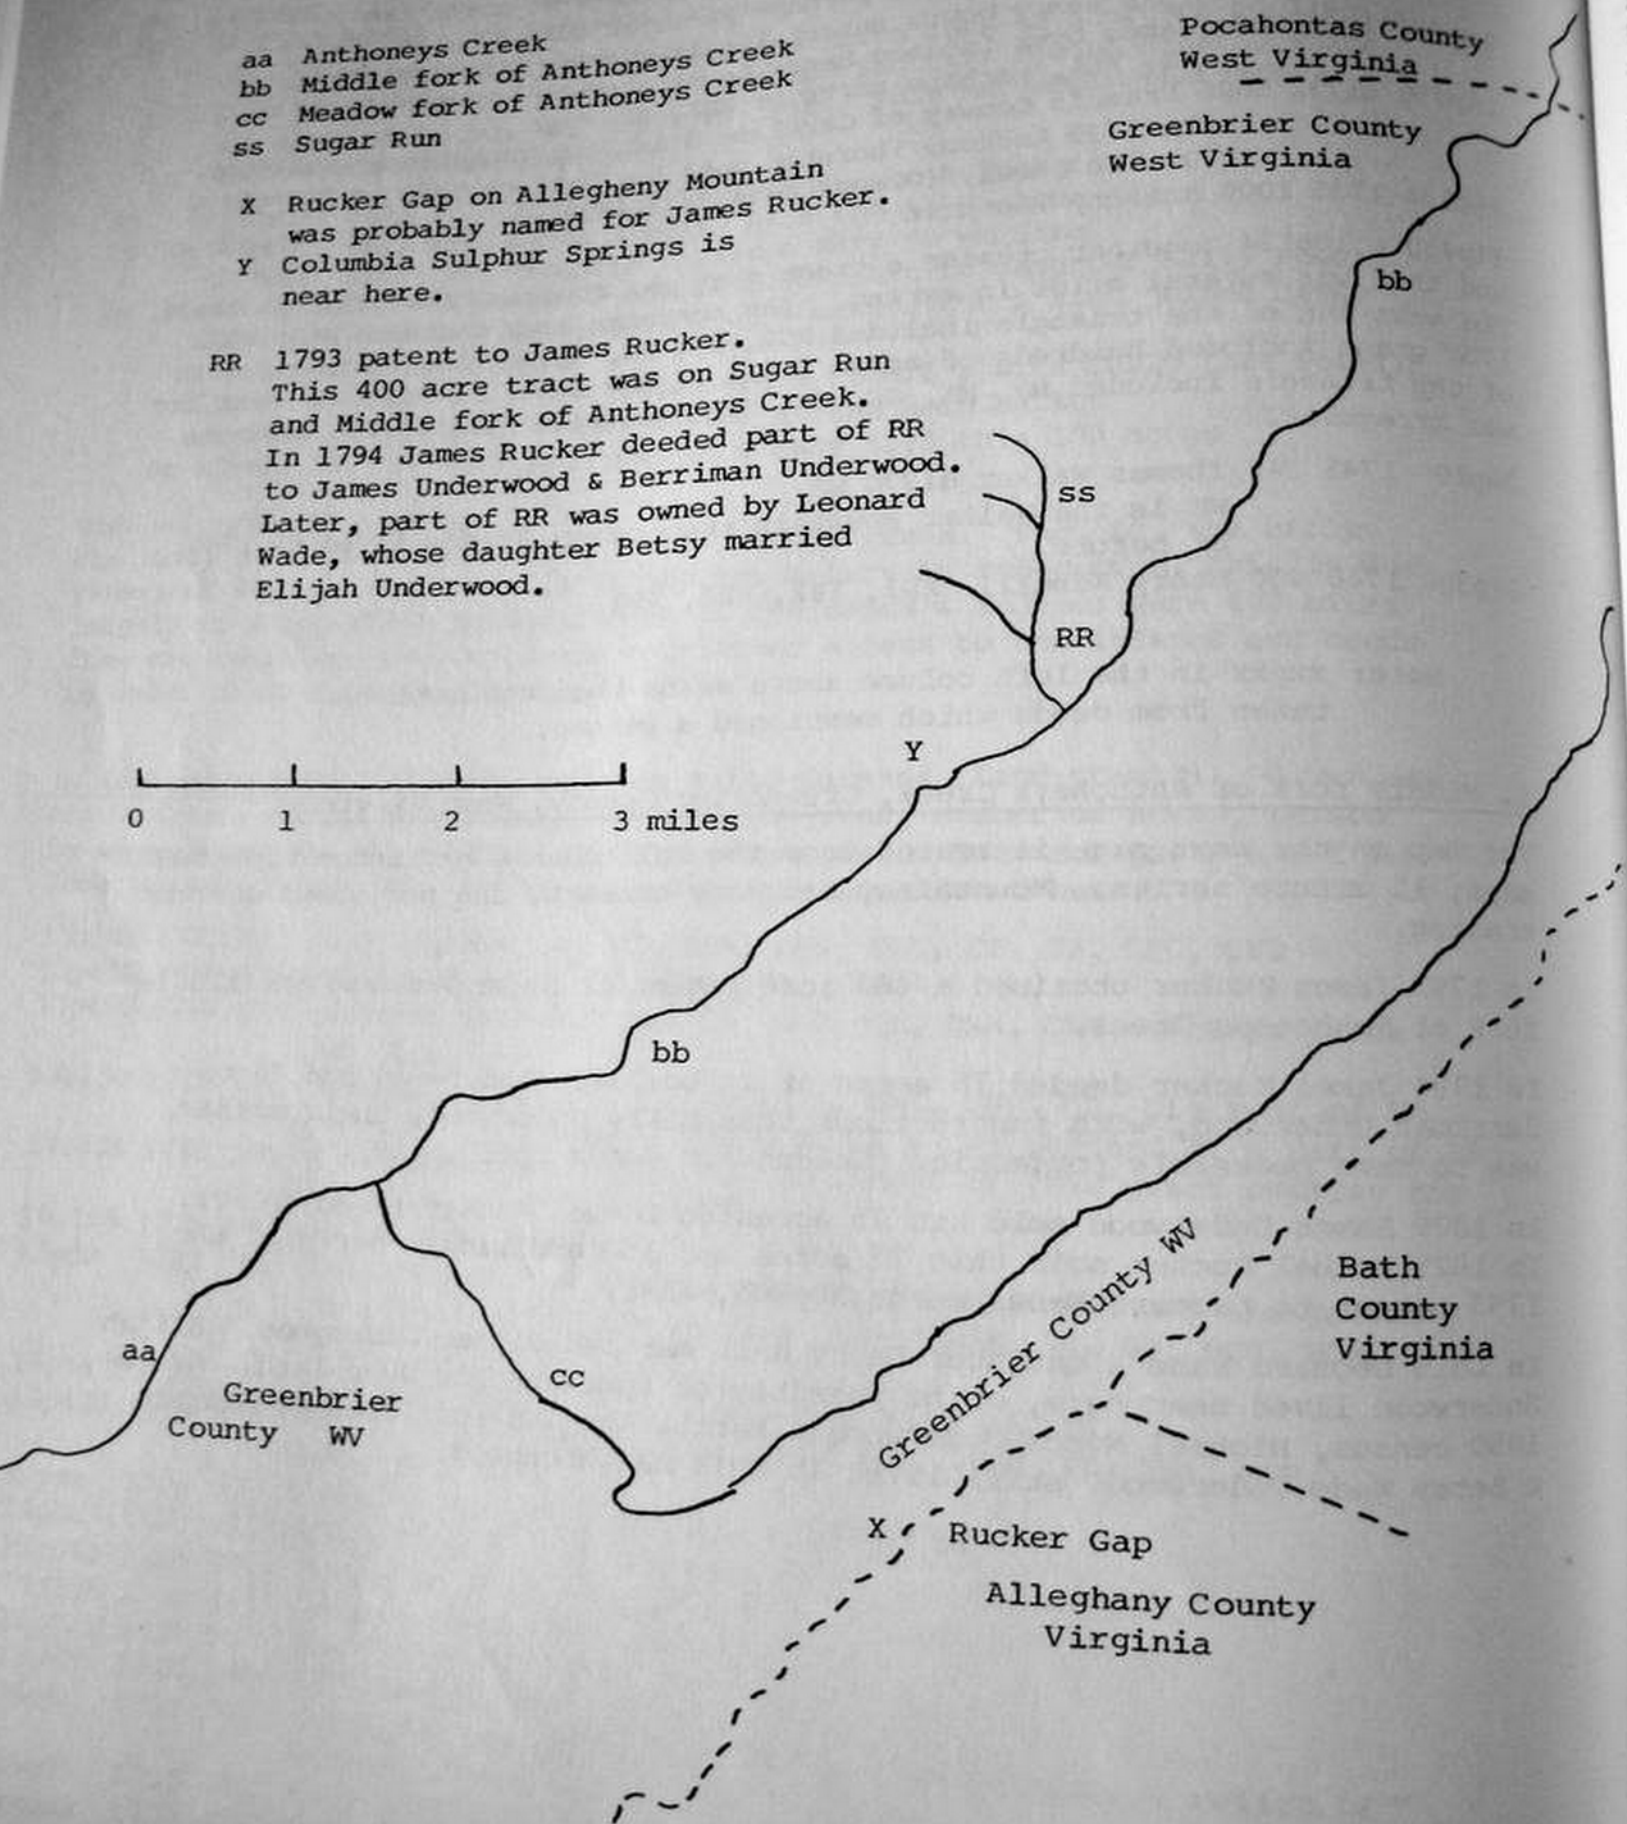 aa Anthoneys Creek
bb Middle fork of Anthoneys Creek
cc Meadow fork of Anthoneys Creek
ss Sugar Run
X Rucker Gap on Allegheny Mountain
was probably named for James Rucker.
Y Columbia Sulphur Springs is
near here.
RR 1793 patent to James Rucker.
This 400 acre tract was on Sugar Run
and Middle fork of Anthoneys Creek.
In 1794 James Rucker deeded part of RR
to James Underwood & Berriman Underwood.
Later, part of RR was owned by Leonard
Wade, whose daughter Betsy married
Elijah Underwood.
Pocahontas County
West Virginia
Greenbrier County
West Virginia
bb
ss
RR
Y
0 1 2 3 miles
bb
aa
Greenbrier
County WV
cc
Greenbrier County WV
Bath
County
Virginia
X Rucker Gap
Alleghany County
Virginia